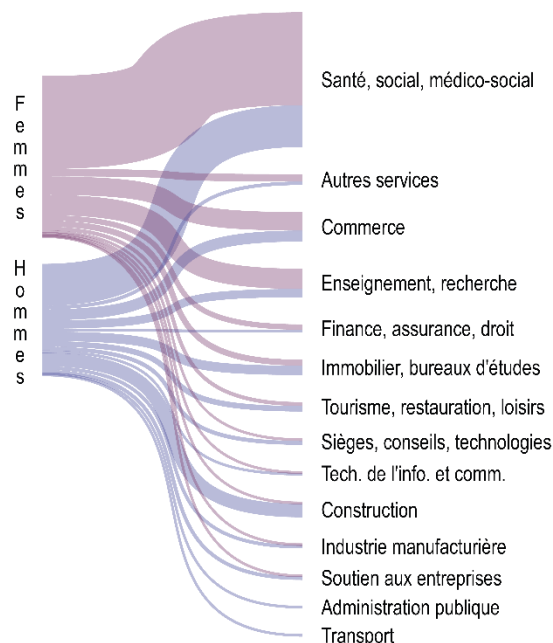 Femmes
Hommes
Santé, social, médico-social
Autres services
Commerce
Enseignement, recherche
Finance, assurance, droit
Immobilier, bureaux d'études
Tourisme, restauration, loisirs
Sièges, conseils, technologies
Tech. de l'info. et comm.
Construction
Industrie manufacturière
Soutien aux entreprises
Administration publique
Transport